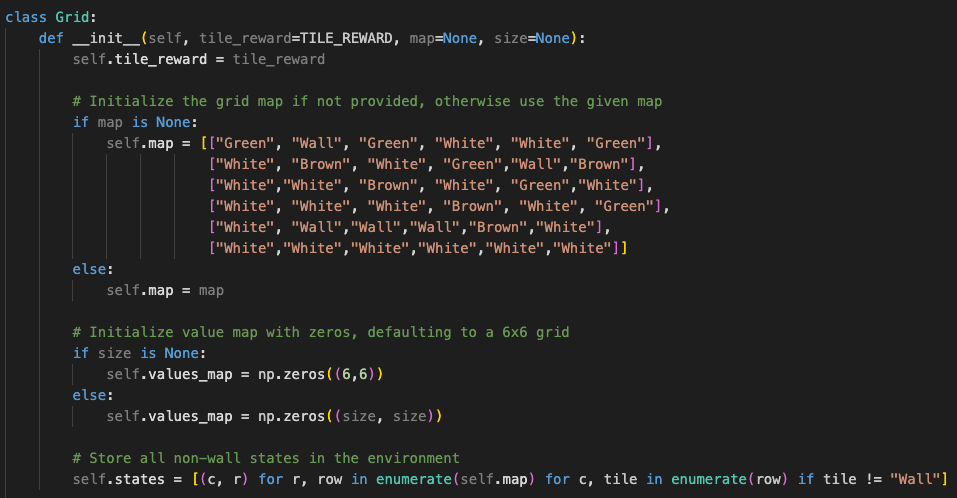 class Grid:
    def __init__(self, tile_reward=TILE_REWARD, map=None, size=None):
        self.tile_reward = tile_reward

        # Initialize the grid map if not provided, otherwise use the given map
        if map is None:
            self.map = [["Green", "Wall", "Green", "White", "White", "Green"],
                        ["White", "Brown", "White", "Green","Wall","Brown"],
                        ["White","White", "Brown", "White", "Green","White"],
                        ["White", "White", "White", "Brown", "White", "Green"],
                        ["White", "Wall","Wall","Wall","Brown","White"],
                        ["White","White","White","White","White","White"]]
        else:
            self.map = map

        # Initialize value map with zeros, defaulting to a 6x6 grid
        if size is None:
            self.values_map = np.zeros((6,6))
        else:
            self.values_map = np.zeros((size, size))

        # Store all non-wall states in the environment
        self.states = [(c, r) for r, row in enumerate(self.map) for c, tile in enumerate(row) if tile != "Wall"]